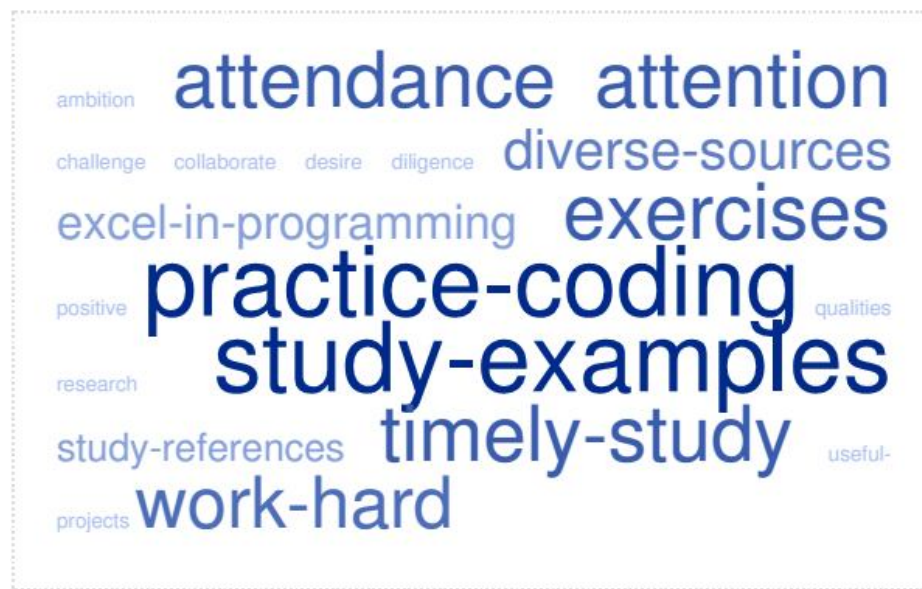 ambition attendance attention
challenge collaborate desire diligence diverse-sources
excel-in-programming exercises
positive practice-coding qualities
research study-examples
study-references timely-study useful-
projects work-hard